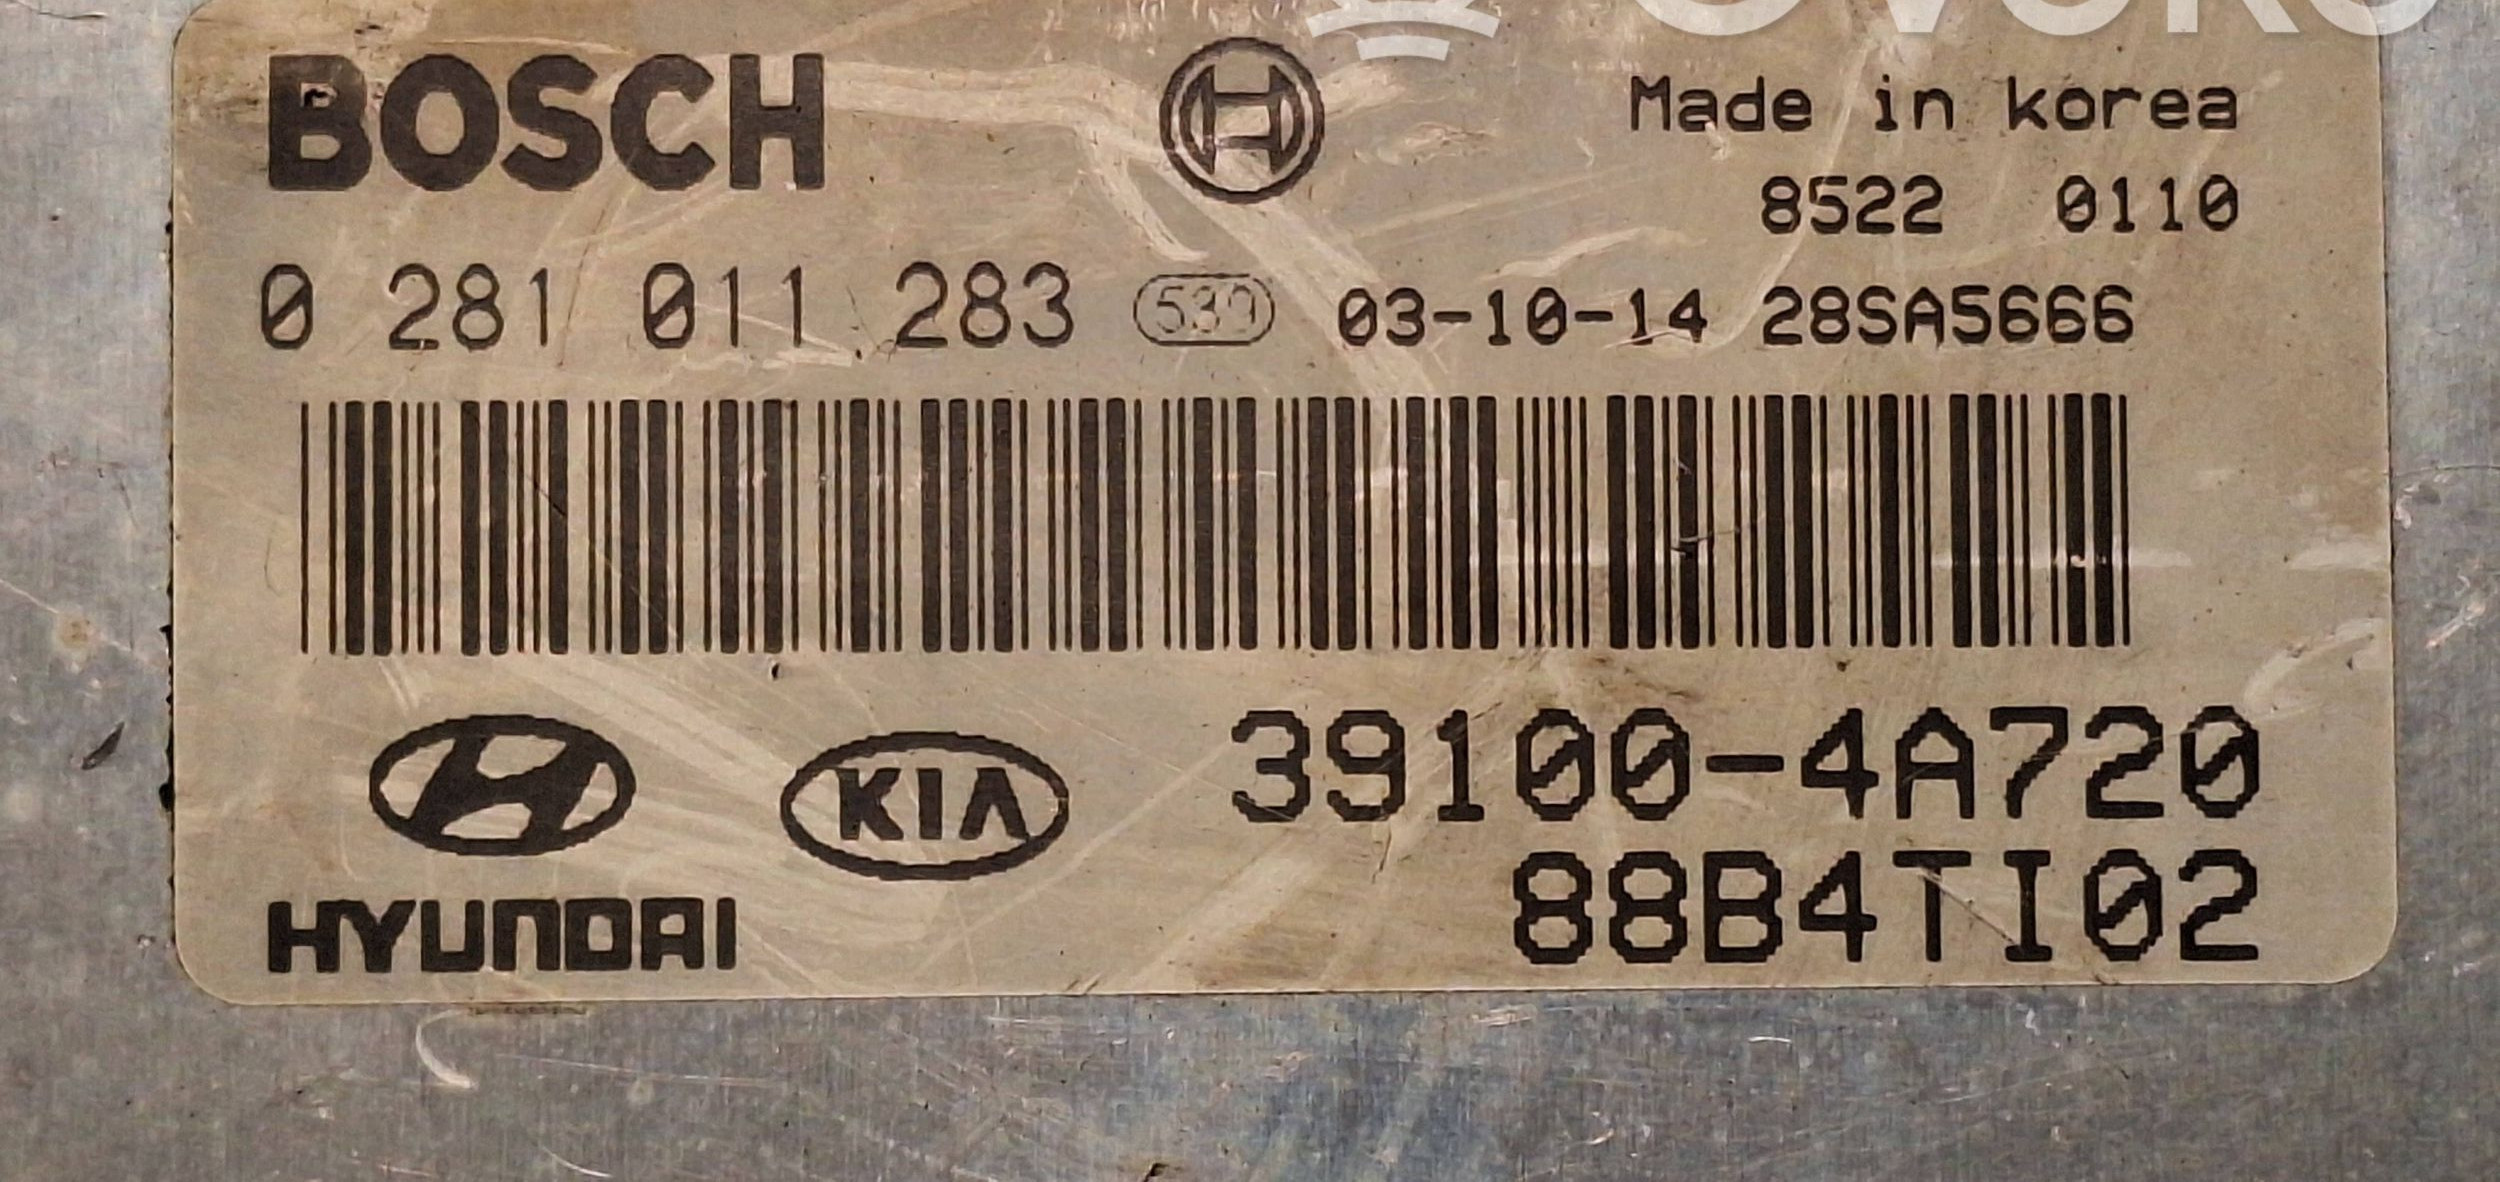 BOSCH
Made in korea
8522 0110
0 281 011 283 539 03-10-14 28SA5666
KIA 39100-4A720
88B4TI02
HYUNDAI